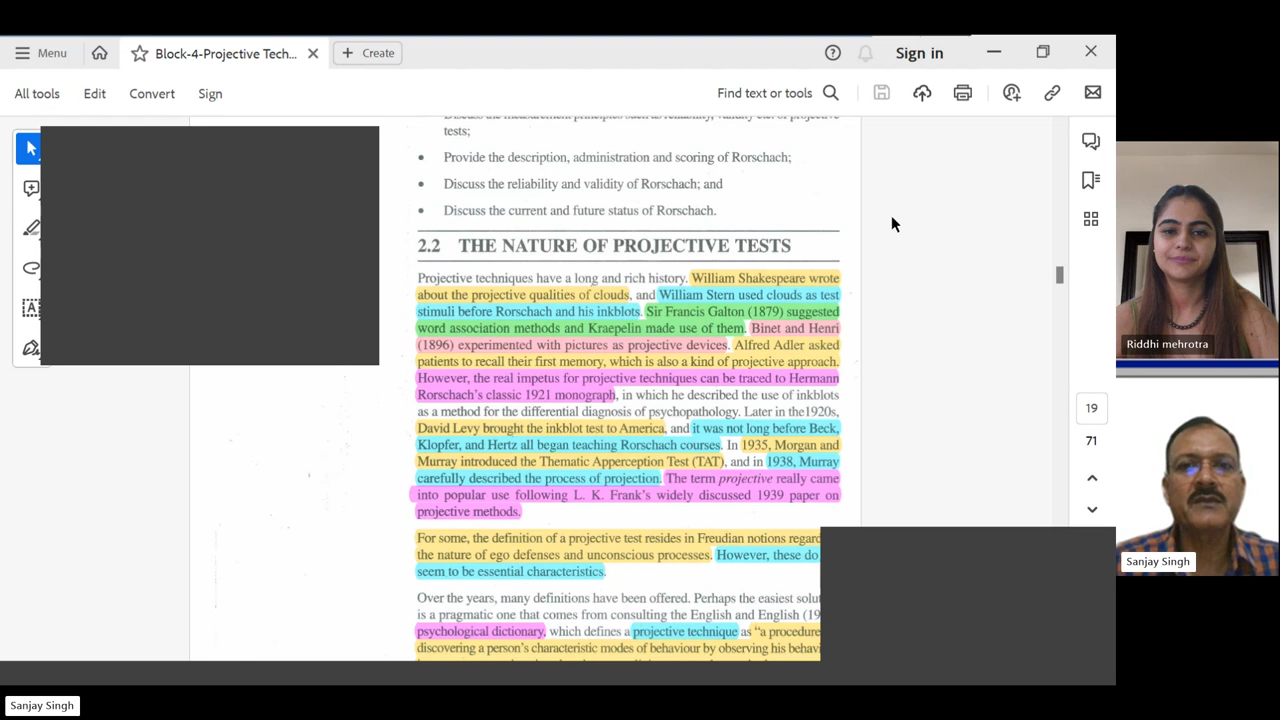 Menu
Block-4-Projective Tech...
Create
Sign in
All tools
Edit
Convert
Sign
Find text or tools
Discuss the measurement principles such as reliability, validity etc. of projective
tests;
• Provide the description, administration and scoring of Rorschach;
• Discuss the reliability and validity of Rorschach; and
• Discuss the current and future status of Rorschach.
2.2 THE NATURE OF PROJECTIVE TESTS
Projective techniques have a long and rich history. William Shakespeare wrote
about the projective qualities of clouds, and William Stern used clouds as test
stimuli before Rorschach and his inkblots. Sir Francis Galton (1879) suggested
word association methods and Kraepelin made use of them. Binet and Henri
(1896) experimented with pictures as projective devices. Alfred Adler asked
patients to recall their first memory, which is also a kind of projective approach.
However, the real impetus for projective techniques can be traced to Hermann
Rorschach's classic 1921 monograph, in which he described the use of inkblots
as a method for the differential diagnosis of psychopathology. Later in the1920s,
David Levy brought the inkblot test to America, and it was not long before Beck,
Klopfer, and Hertz all began teaching Rorschach courses. In 1935, Morgan and
Murray introduced the Thematic Apperception Test (TAT), and in 1938, Murray
carefully described the process of projection. The term projective really came
into popular use following L. K. Frank's widely discussed 1939 paper on
projective methods.
For some, the definition of a projective test resides in Freudian notions regard
the nature of ego defenses and unconscious processes. However, these do
seem to be essential characteristics.
Over the years, many definitions have been offered. Perhaps the easiest solut
is a pragmatic one that comes from consulting the English and English (19
psychological dictionary, which defines a projective technique as "a procedure
discovering a person's characteristic modes of behaviour by observing his behavi
19
71
Riddhi mehrotra
Sanjay Singh
Sanjay Singh